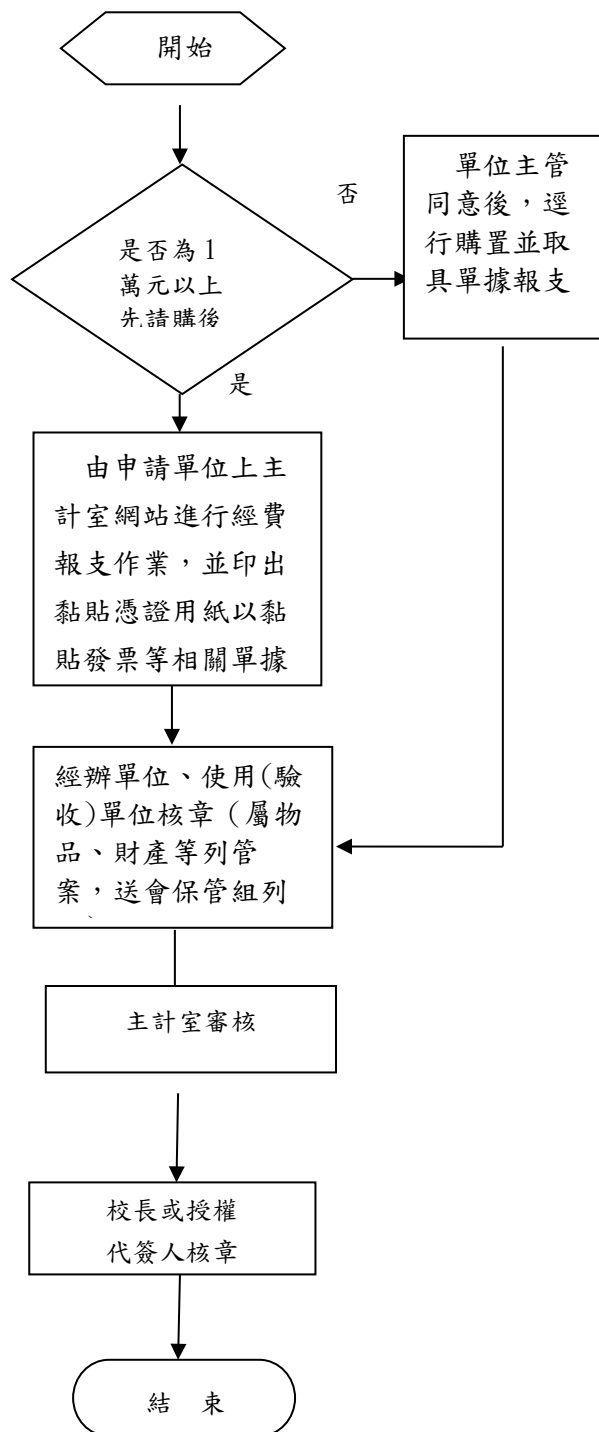 開始
是否為1
萬元以上
先請購後
否
單位主管
同意後，逕
行購置並取
具單據報支
是
由申請單位上主
計室網站進行經費
報支作業，並印出
黏貼憑證用紙以黏
貼發票等相關單據
經辦單位、使用(驗
收)單位核章（屬物
品、財產等列管
案，送會保管組列
主計室審核
校長或授權
代簽人核章
結 束